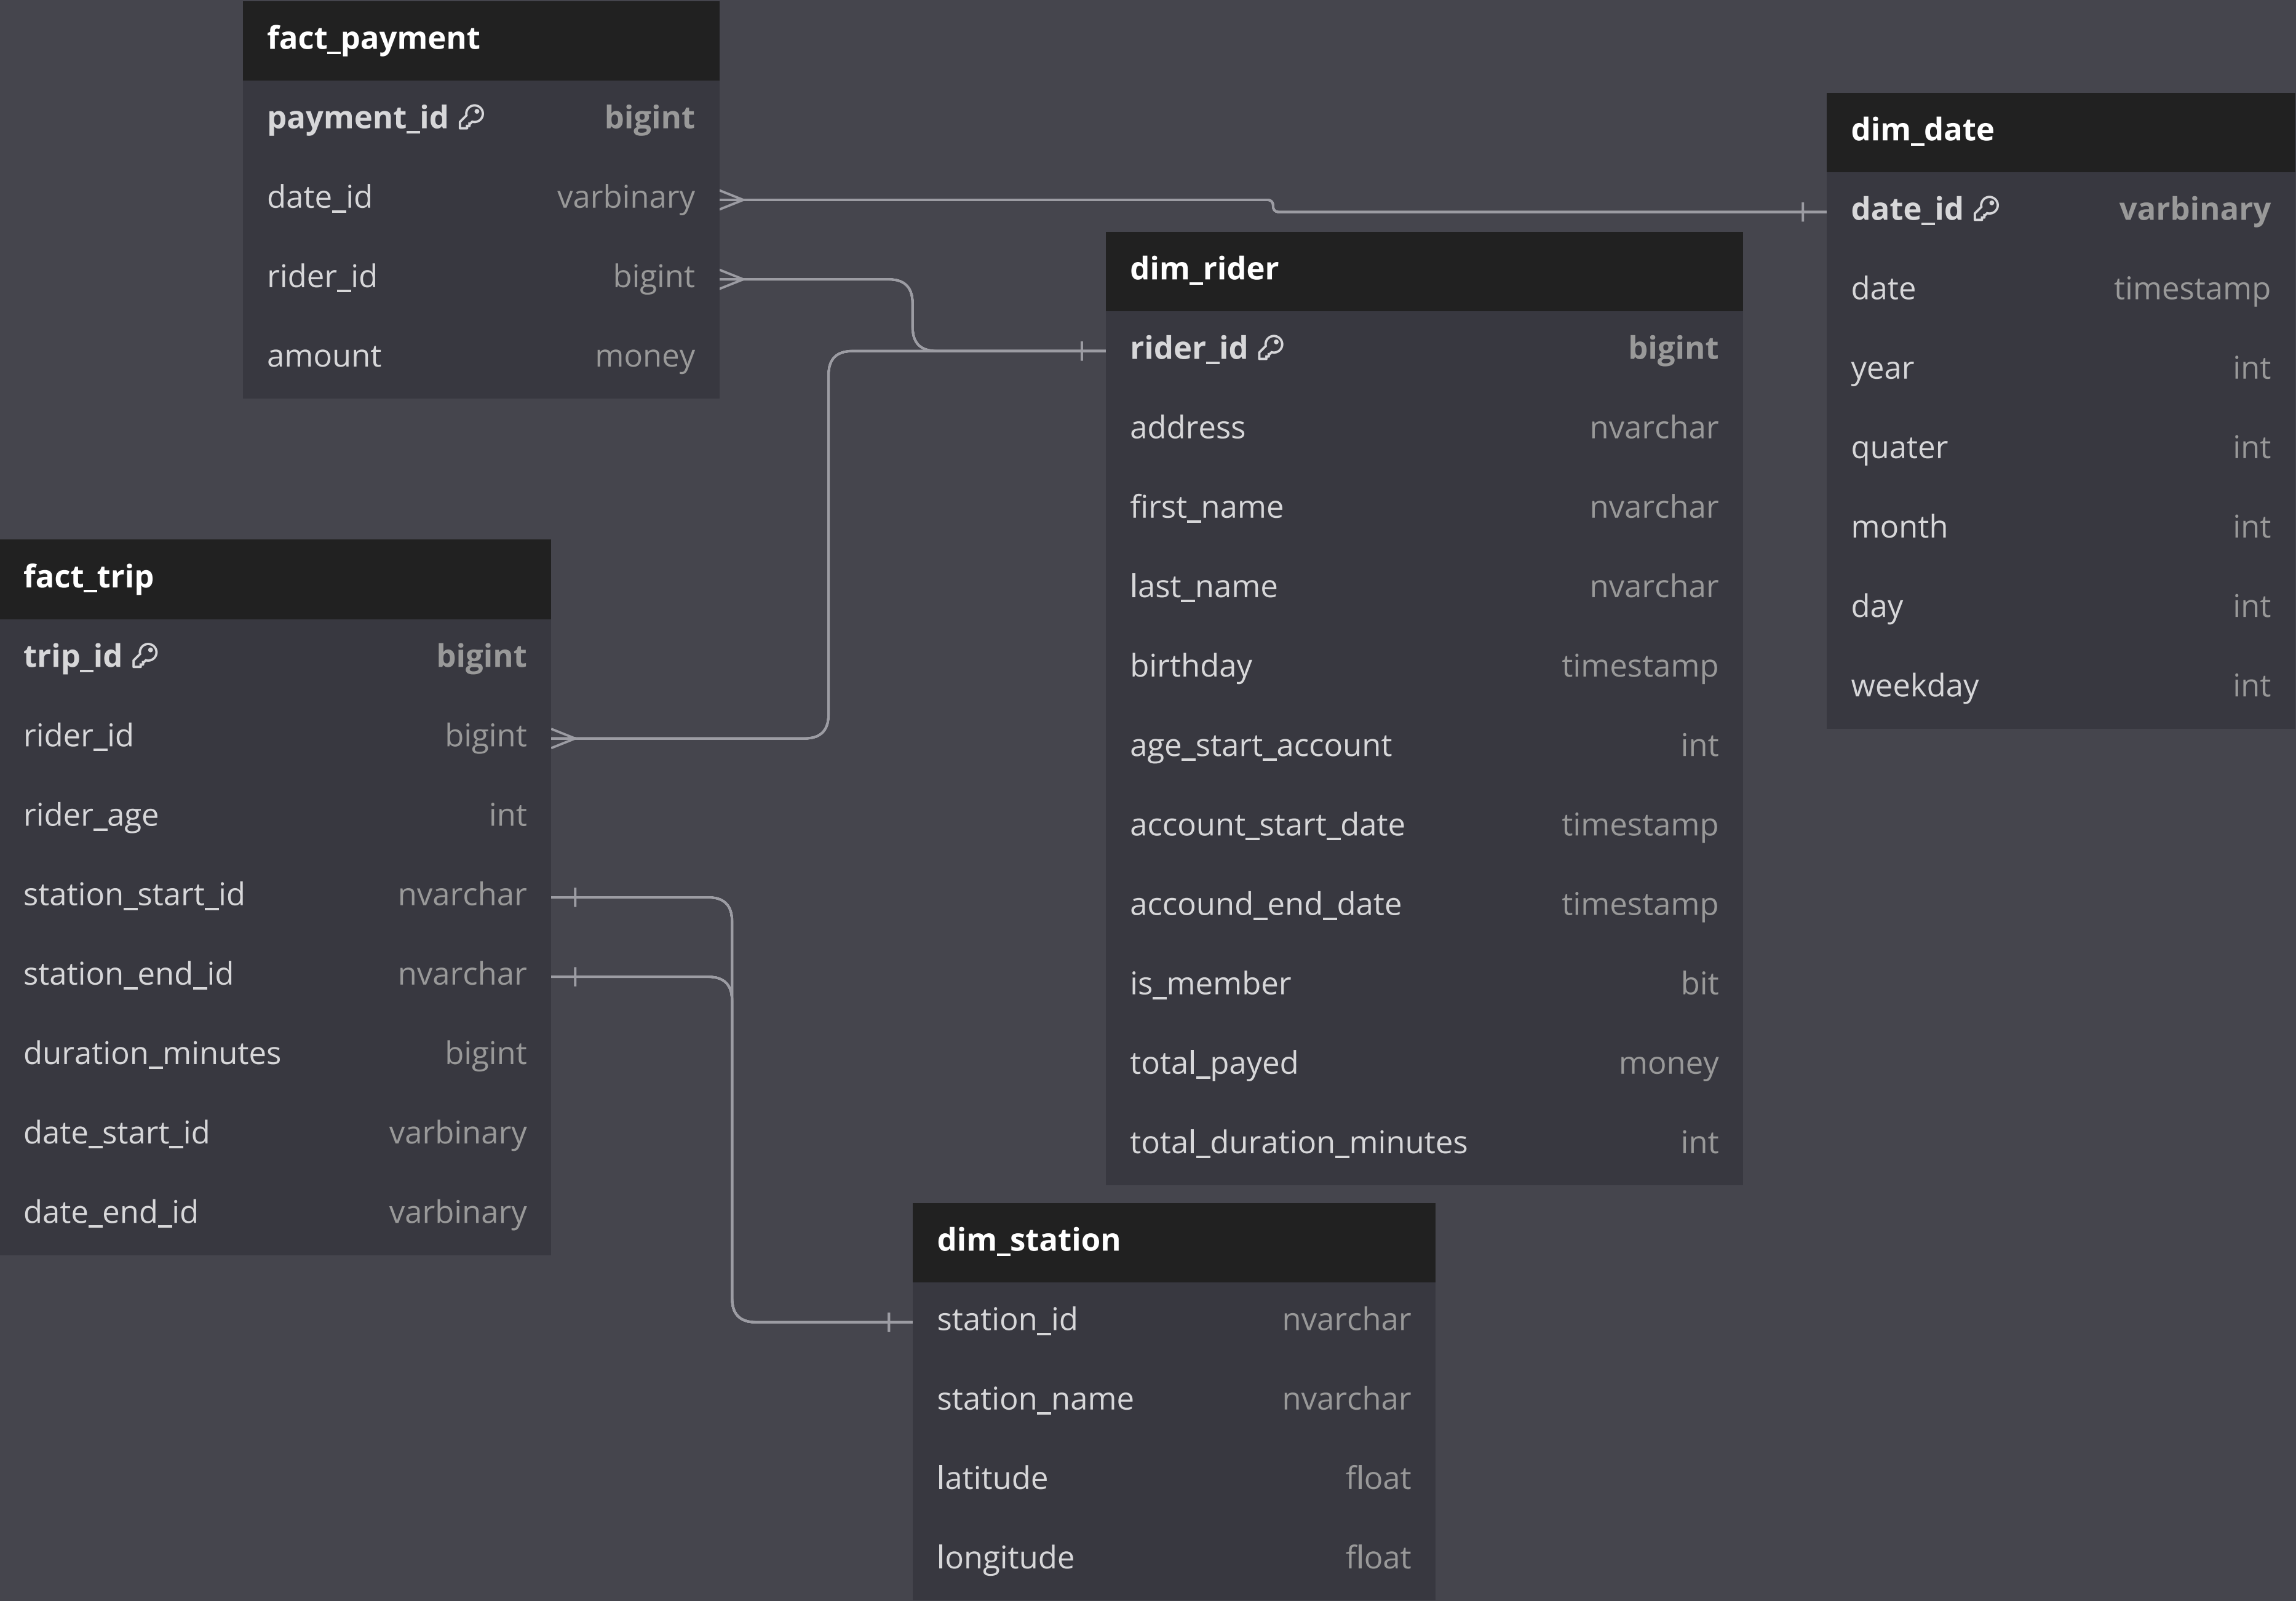 fact_payment
payment_id bigint
date_id varbinary
rider_id bigint
amount money
dim_date
date_id varbinary
date timestamp
year int
quater int
month int
day int
weekday int
dim_rider
rider_id bigint
address nvarchar
first_name nvarchar
last_name nvarchar
birthday timestamp
age_start_account int
account_start_date timestamp
accound_end_date timestamp
is_member bit
total_payed money
total_duration_minutes int
fact_trip
trip_id bigint
rider_id bigint
rider_age int
station_start_id nvarchar
station_end_id nvarchar
duration_minutes bigint
date_start_id varbinary
date_end_id varbinary
dim_station
station_id nvarchar
station_name nvarchar
latitude float
longitude float